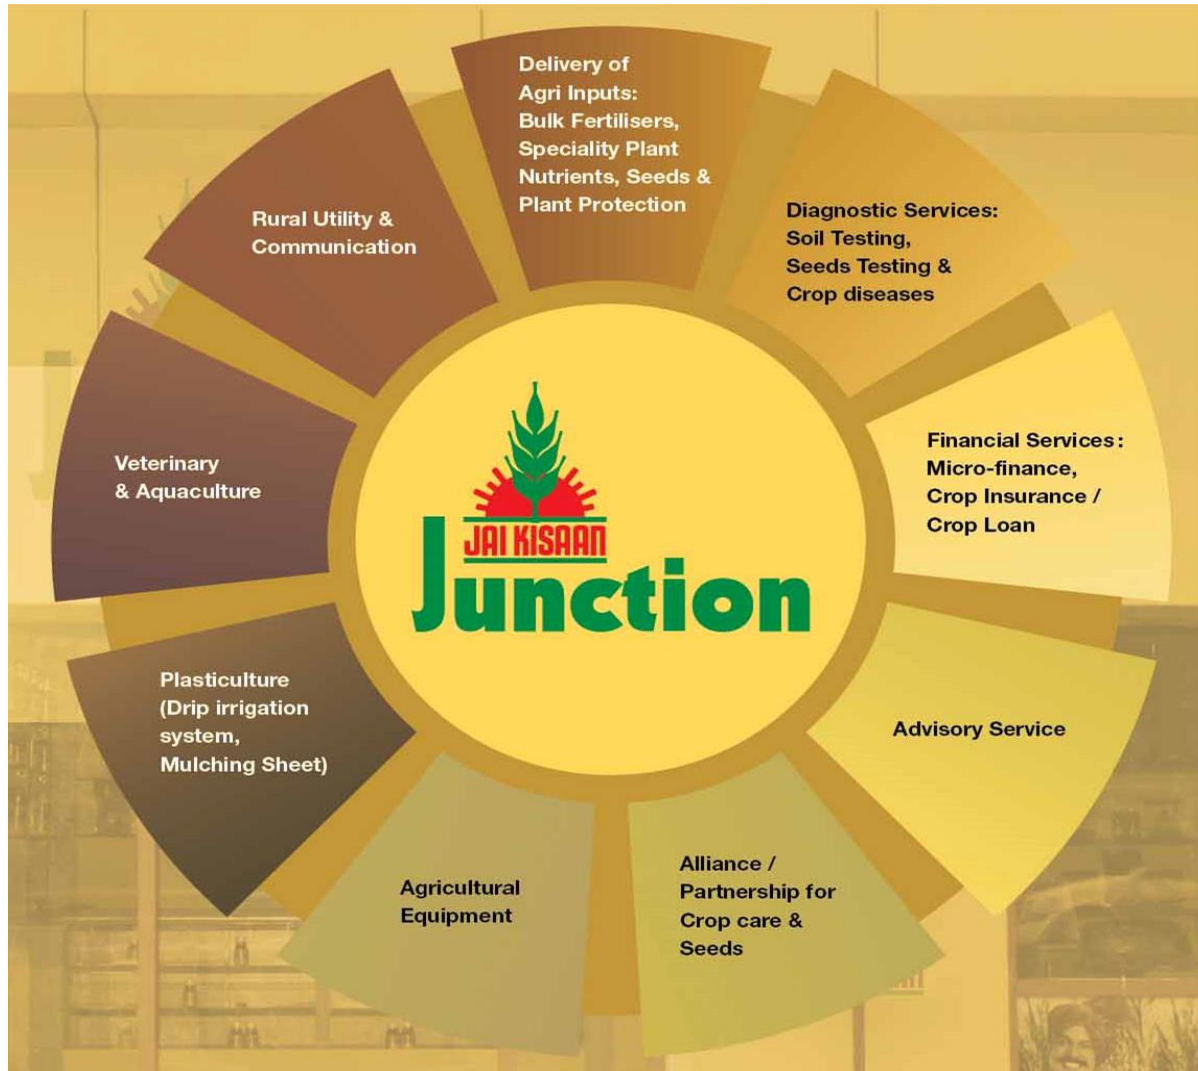 Delivery of
Agri Inputs:
Bulk Fertilisers,
Speciality Plant
Nutrients, Seeds &
Plant Protection
Diagnostic Services:
Soil Testing,
Seeds Testing &
Crop diseases
Financial Services:
Micro-finance,
Crop Insurance /
Crop Loan
Advisory Service
Alliance /
Partnership for
Crop care &
Seeds
Agricultural
Equipment
Plasticulture
(Drip irrigation
system,
Mulching Sheet)
Veterinary
& Aquaculture
Rural Utility &
Communication
JAI KISAAN
Junction